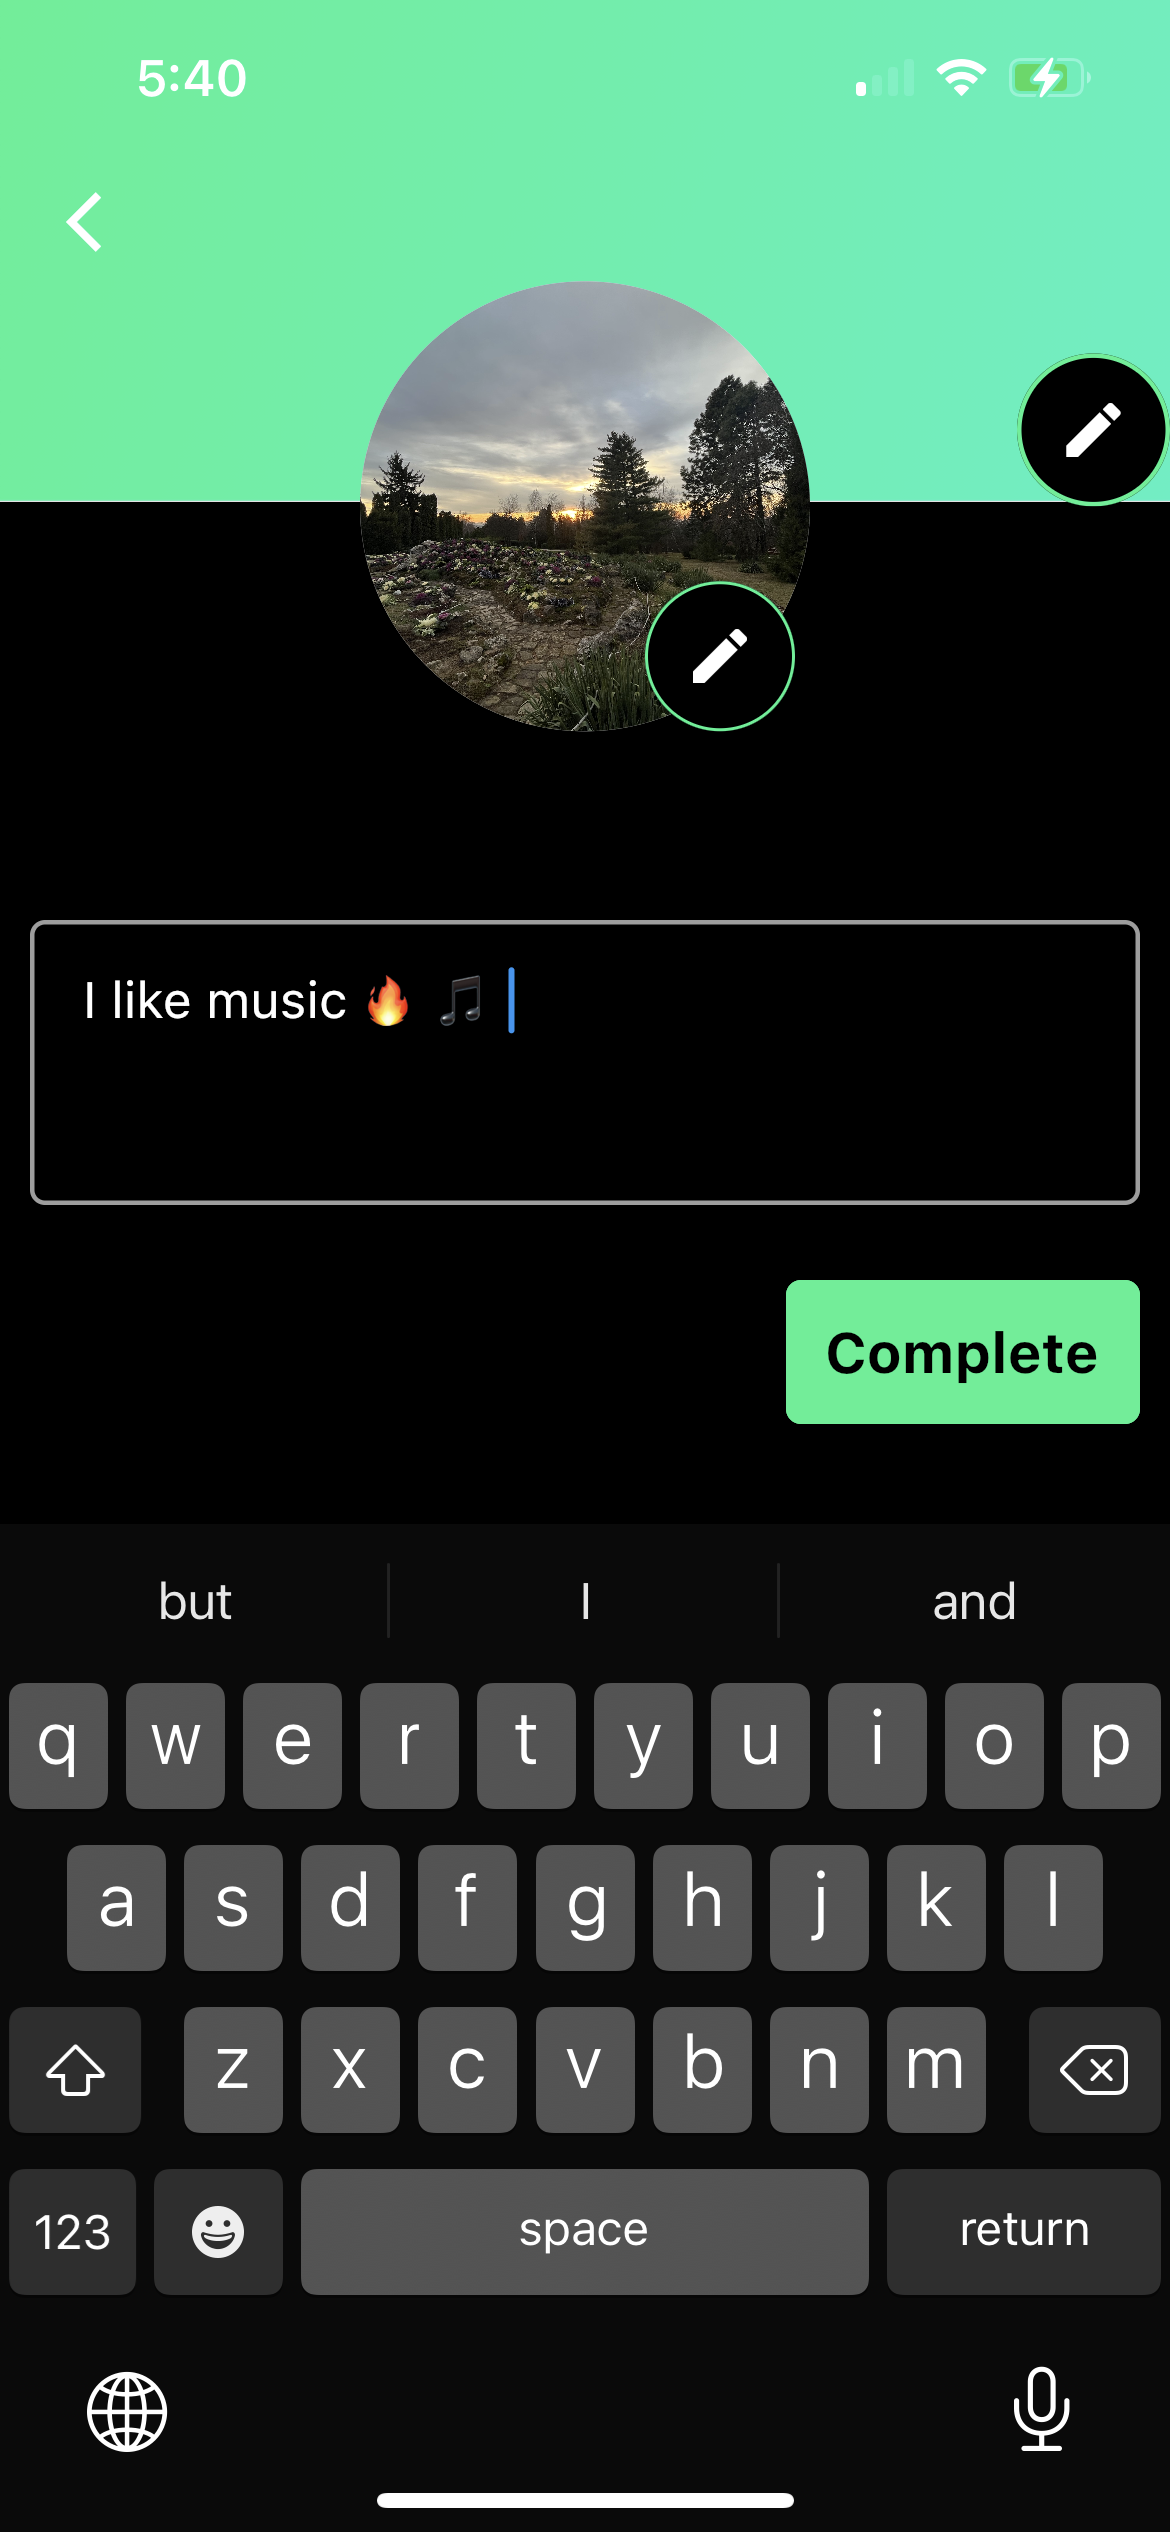 5:40
I like music 🔥 🎵
Complete
but I and
q w e r t y u i o p
a s d f g h j k l
z x c v b n m
123 space return